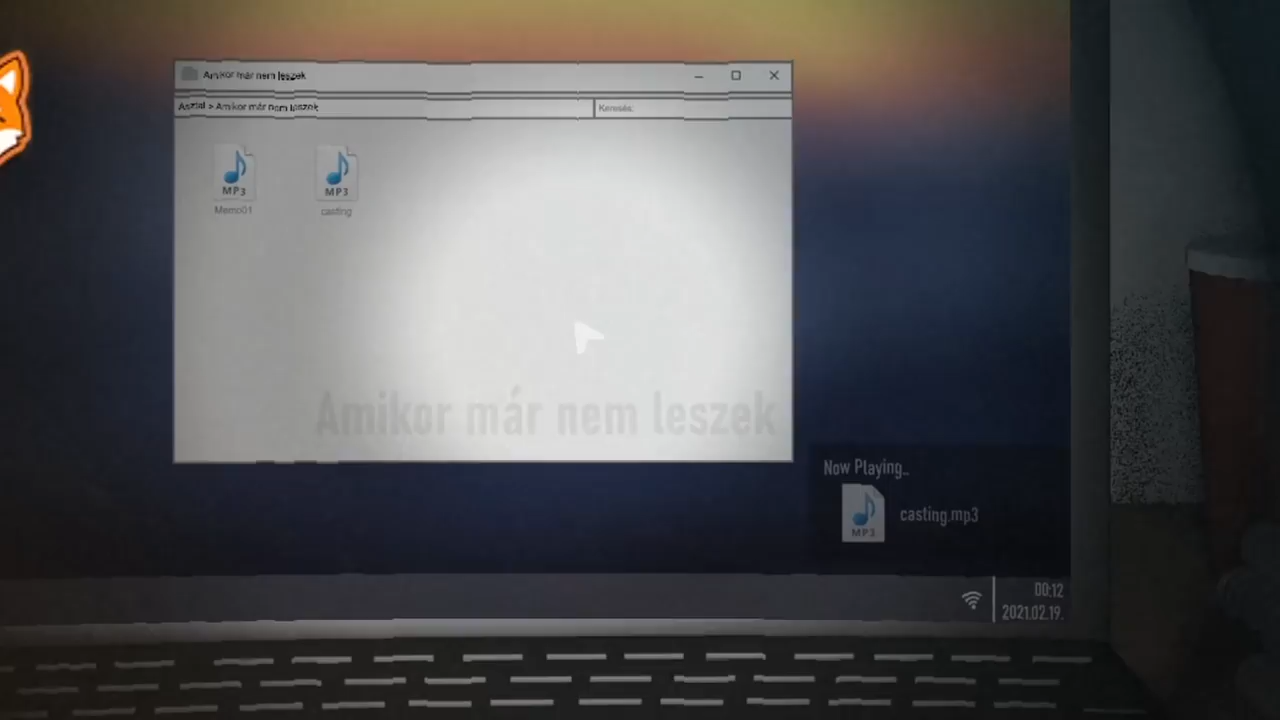 Amikor már nem leszek
Asztal > Amikor már nem leszek
Keresés:
MP3
MP3
Memo01
casting
Amikor már nem leszek
Now Playing..
MP3
casting.mp3
00:12
2021.02.19.